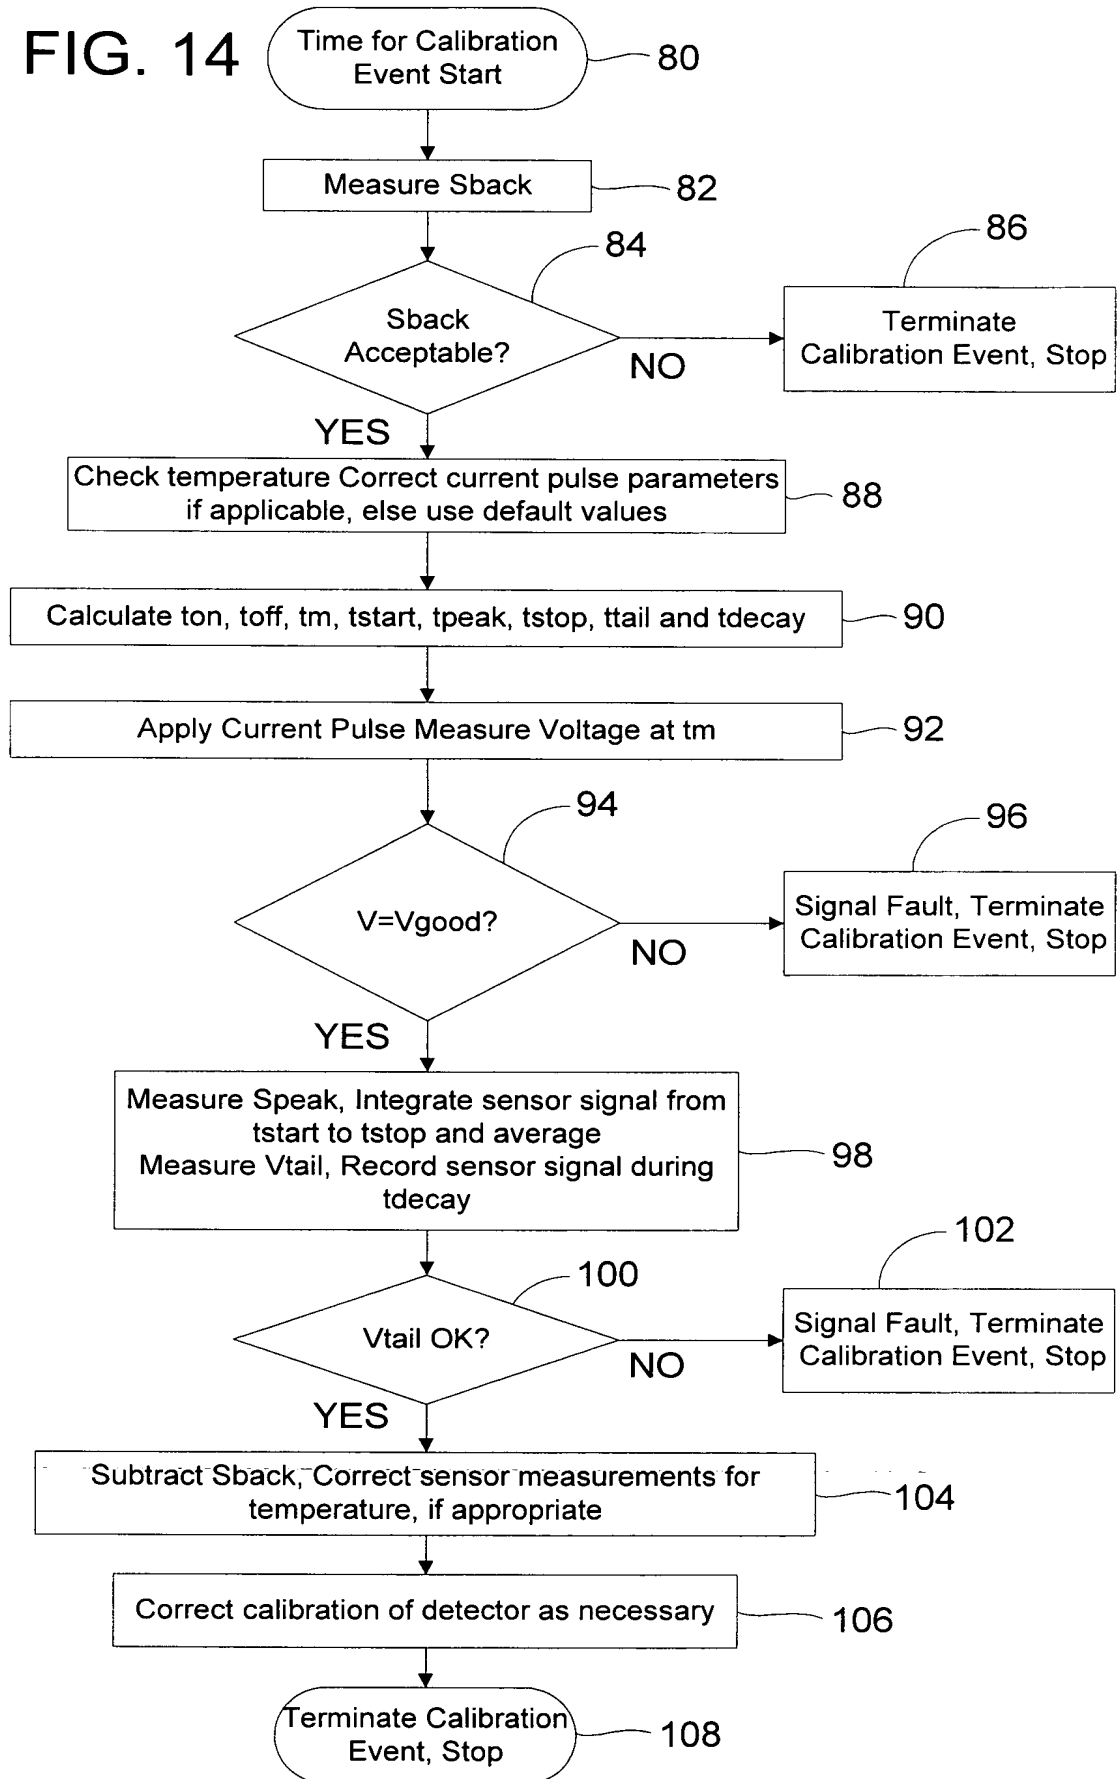 FIG. 14
Time for Calibration
Event Start
80
Measure Sback
82
84
Sback
Acceptable?
NO
86
Terminate
Calibration Event, Stop
YES
Check temperature Correct current pulse parameters
if applicable, else use default values
88
Calculate ton, toff, tm, tstart, tpeak, tstop, ttail and tdecay
90
Apply Current Pulse Measure Voltage at tm
92
94
V=Vgood?
NO
96
Signal Fault, Terminate
Calibration Event, Stop
YES
Measure Speak, Integrate sensor signal from
tstart to tstop and average
Measure Vtail, Record sensor signal during
tdecay
98
100
Vtail OK?
NO
102
Signal Fault, Terminate
Calibration Event, Stop
YES
Subtract Sback, Correct sensor measurements for
temperature, if appropriate
104
Correct calibration of detector as necessary
106
Terminate Calibration
Event, Stop
108